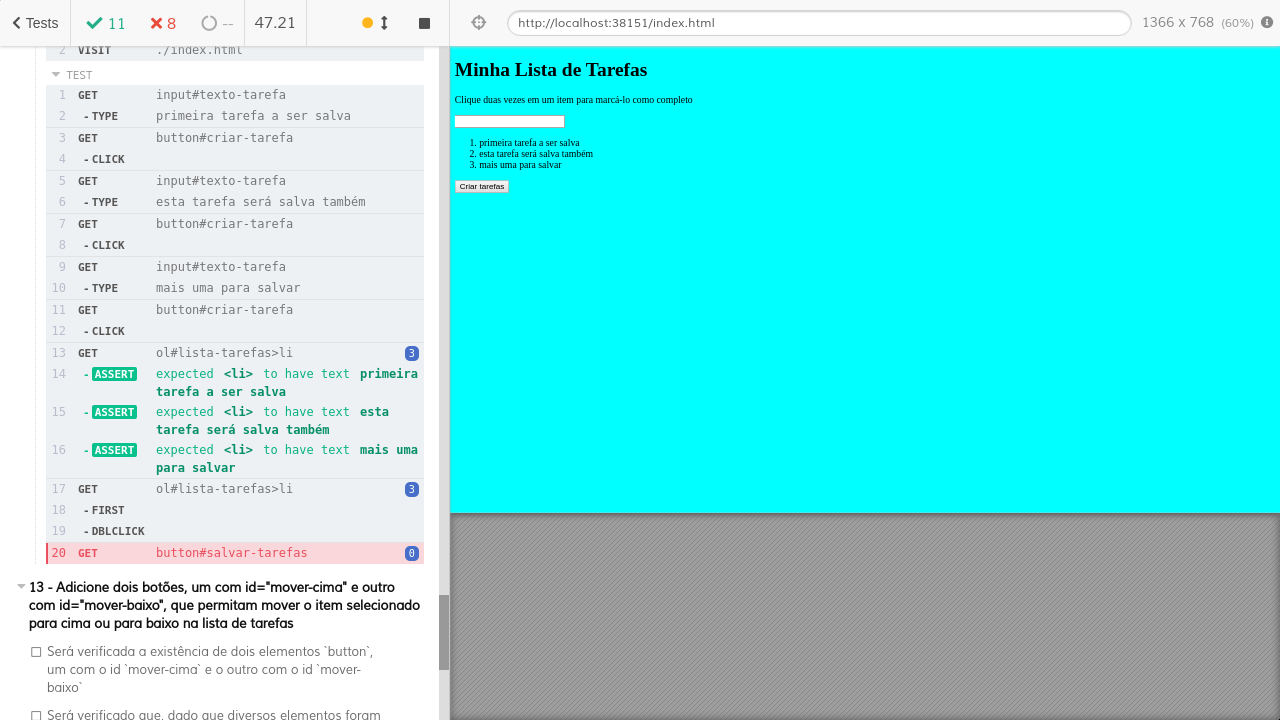 Tests
11
8
--
47.21
http://localhost:38151/index.html
1366 x 768 (60%)
2 VISIT ./index.html
TEST
1 GET input#texto-tarefa
2 -TYPE primeira tarefa a ser salva
3 GET button#criar-tarefa
4 -CLICK
5 GET input#texto-tarefa
6 -TYPE esta tarefa será salva também
7 GET button#criar-tarefa
8 -CLICK
9 GET input#texto-tarefa
10 -TYPE mais uma para salvar
11 GET button#criar-tarefa
12 -CLICK
13 GET ol#lista-tarefas>li 3
14 -ASSERT expected <li> to have text primeira
tarefa a ser salva
15 -ASSERT expected <li> to have text esta
tarefa será salva também
16 -ASSERT expected <li> to have text mais uma
para salvar
17 GET ol#lista-tarefas>li 3
18 -FIRST
19 -DBLCLICK
20 GET button#salvar-tarefas 0
13 - Adicione dois botões, um com id="mover-cima" e outro
com id="mover-baixo", que permitam mover o item selecionado
para cima ou para baixo na lista de tarefas
Será verificada a existência de dois elementos `button`,
um com o id `mover-cima` e o outro com o id `mover-
baixo`
Será verificado que, dado que diversos elementos foram
Minha Lista de Tarefas
Clique duas vezes em um item para marcá-lo como completo
1. primeira tarefa a ser salva
2. esta tarefa será salva também
3. mais uma para salvar
Criar tarefas